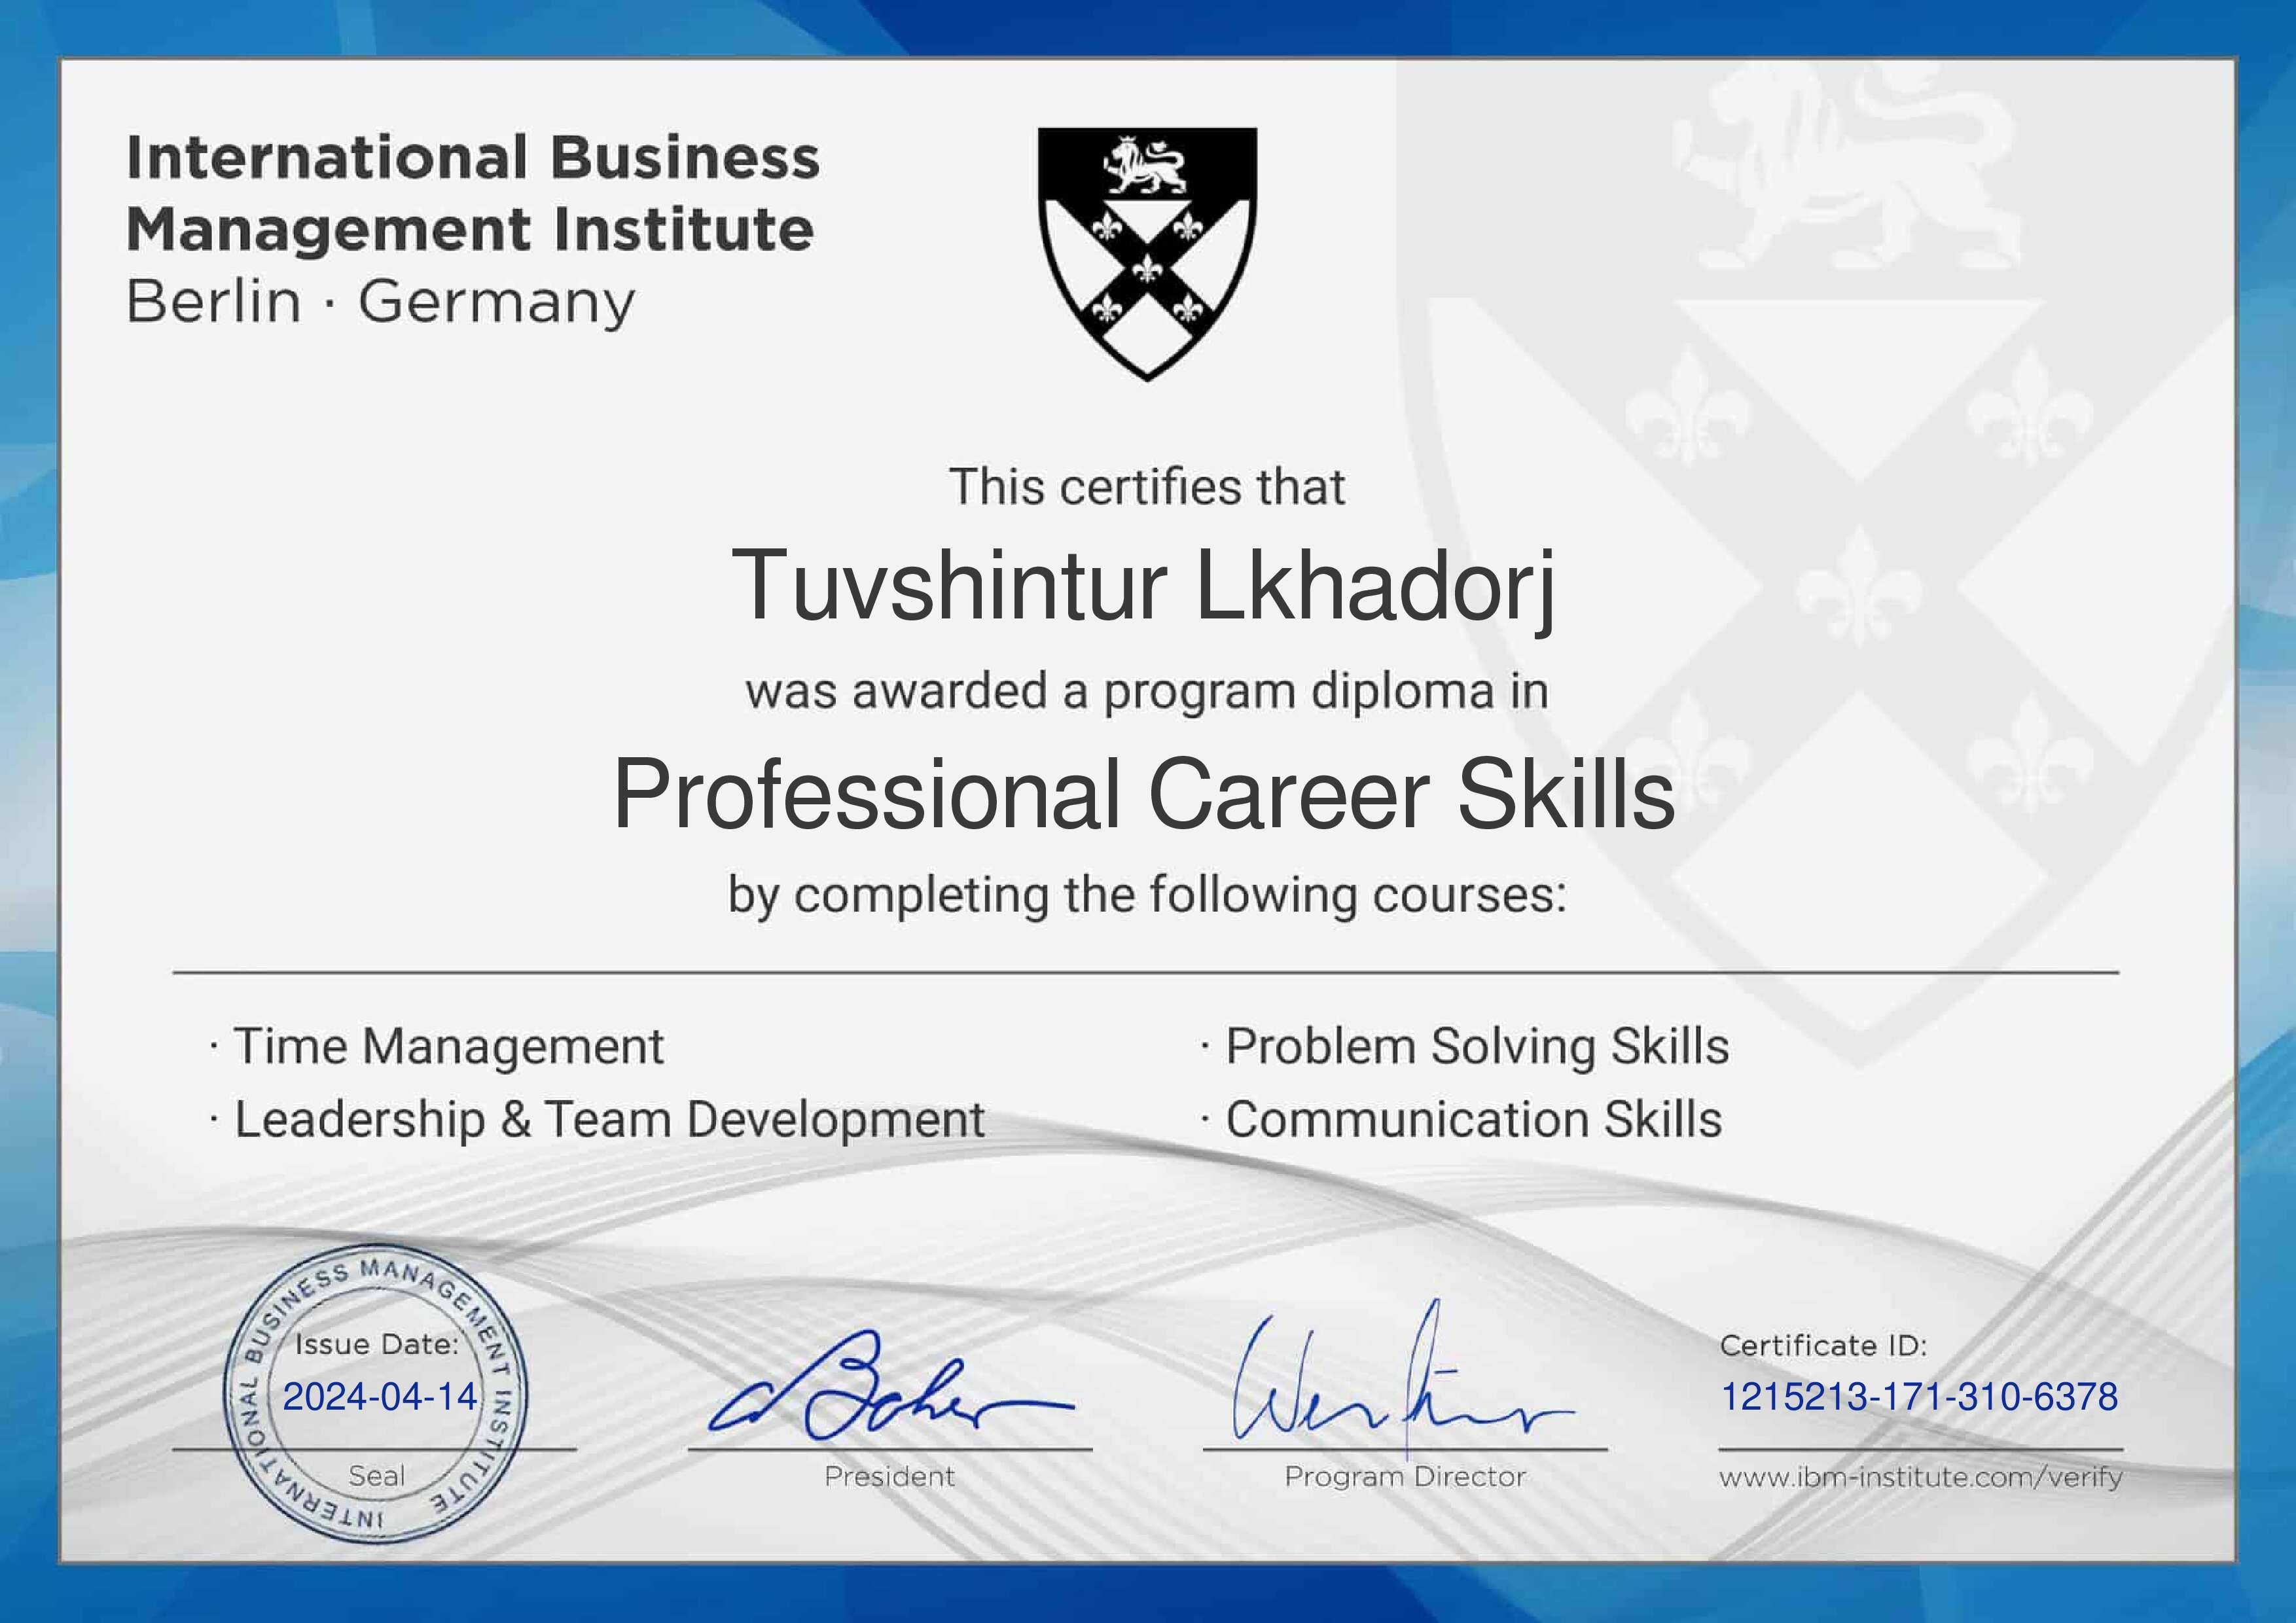 International Business
Management Institute
Berlin · Germany
This certifies that
Tuvshintur Lkhadorj
was awarded a program diploma in
Professional Career Skills
by completing the following courses:
· Time Management
· Problem Solving Skills
· Leadership & Team Development
· Communication Skills
INTERNATIONAL BUSINESS MANAGEMENT INSTITUTE
Issue Date:
2024-04-14
Seal
President
Program Director
Certificate ID:
1215213-171-310-6378
www.ibm-institute.com/verify